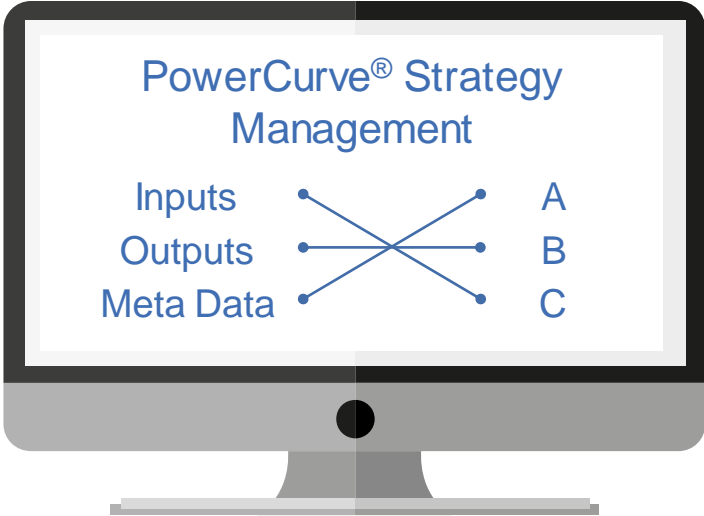 PowerCurve® Strategy
Management
Inputs A
Outputs B
Meta Data C